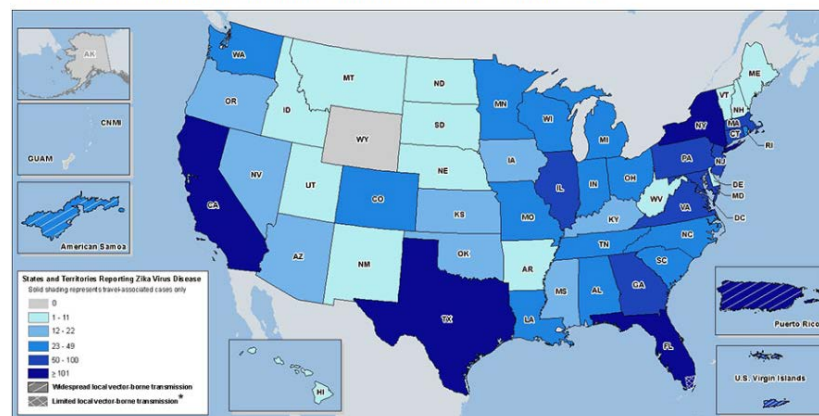 AK
WA
MT
ND
ME
OR
ID
MN
VT
NH
SD
WI
NY
MA
CT
CNMI
WY
MI
RI
GUAM
IA
PA
NJ
NE
NV
OH
DE
IL
IN
MD
UT
WV
CA
CO
VA
DC
KS
MO
KY
American Samoa
NC
TN
AZ
OK
NM
AR
SC
MS
AL
GA
States and Territories Reporting Zika Virus Disease
Solid shading represents travel-associated cases only
0
1 - 11
12 - 22
23 - 49
50 - 100
≥ 101
Widespread local vector-borne transmission
Limited local vector-borne transmission*
TX
LA
Puerto Rico
FL
HI
U.S. Virgin Islands